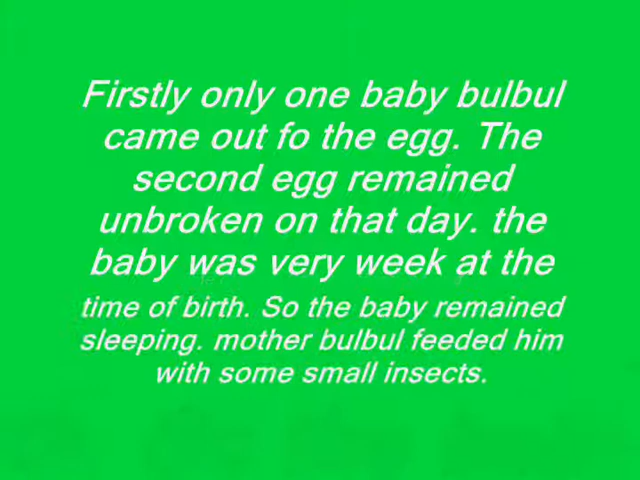 Firstly only one baby bulbul
came out fo the egg. The
second egg remained
unbroken on that day. the
baby was very week at the
time of birth. So the baby remained
sleeping. mother bulbul feeded him
with some small insects.